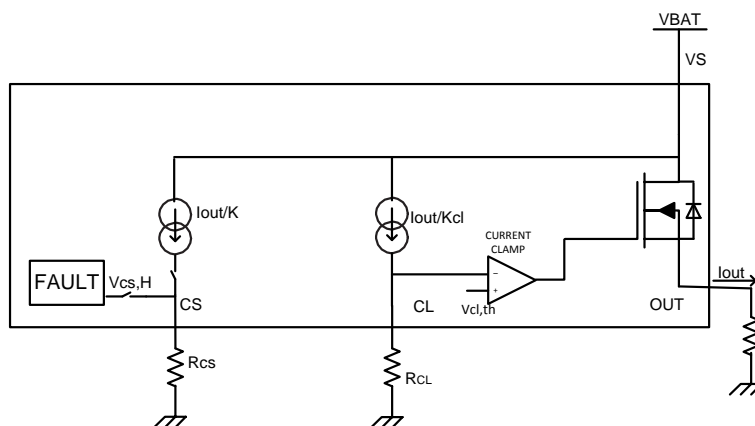 VBAT
VS
Iout/K
Iout/Kcl
CURRENT
CLAMP
FAULT
Vcs,H
−
+
Iout
CS
CL
Vcl,th
OUT
Rcs
RCL